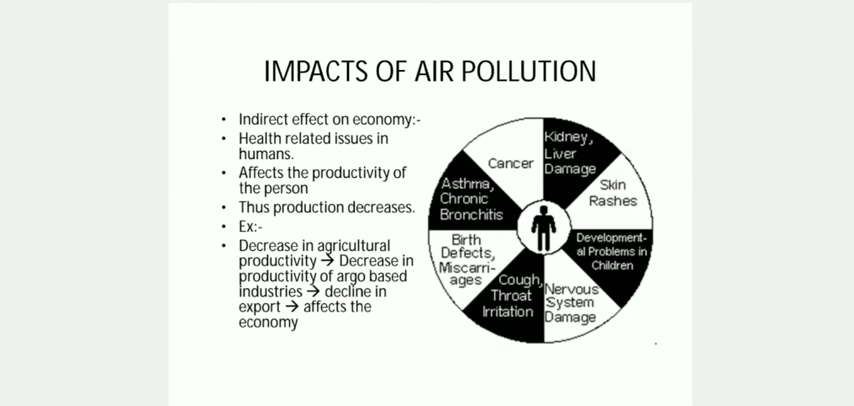 IMPACTS OF AIR POLLUTION
• Indirect effect on economy:-
• Health related issues in
humans.
• Affects the productivity of
the person
• Thus production decreases.
• Ex:-
• Decrease in agricultural
productivity → Decrease in
productivity of argo based
industries → decline in
export → affects the
economy
Kidney,
Liver
Damage
Skin
Rashes
Development-
al Problems in
Children
Nervous
System
Damage
Cough,
Throat
Irritation
Birth
Defects,
Miscarri-
ages
Asthma,
Chronic
Bronchitis
Cancer